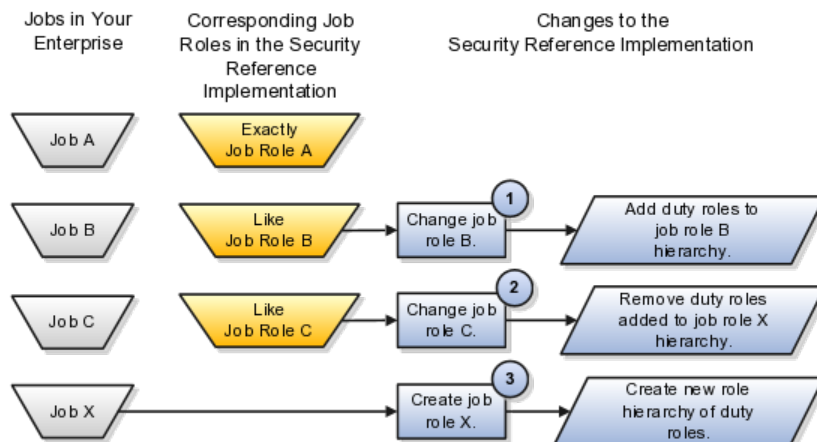 Jobs in Your
Enterprise
Corresponding Job
Roles in the Security
Reference
Implementation
Changes to the
Security Reference Implementation
Job A
Exactly
Job Role A
Job B
Like
Job Role B
Change job
role B.
1
Add duty roles to
job role B
hierarchy.
Job C
Like
Job Role C
Change job
role C.
2
Remove duty roles
added to job role X
hierarchy.
Job X
Create job
role X.
3
Create new role
hierarchy of duty
roles.